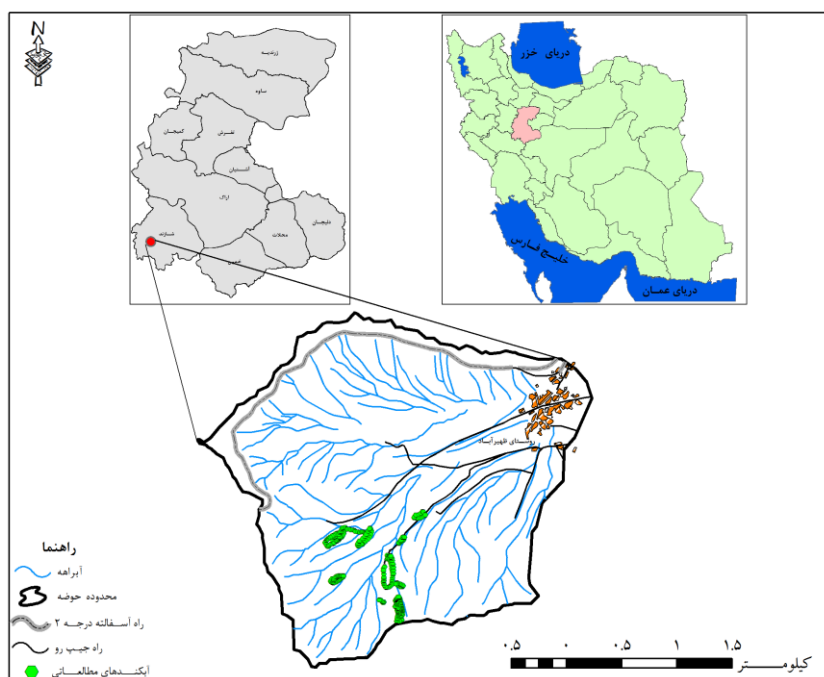 N
زرندیه
ساوه
تفرش
کمیجان
آشتیان
اراک
دلیجان
محلات
شازند
خمین
دریای خزر
خلیج فارس
دریای عمان
روستای ظهیرآباد
راهنما
آبراهه
محدوده حوضه
راه آسفالته درجه ۲
راه جیپ رو
آبکندهای مطالعاتی
۰.۵ ۰ ۰.۵ ۱ ۱.۵
کیلومتر